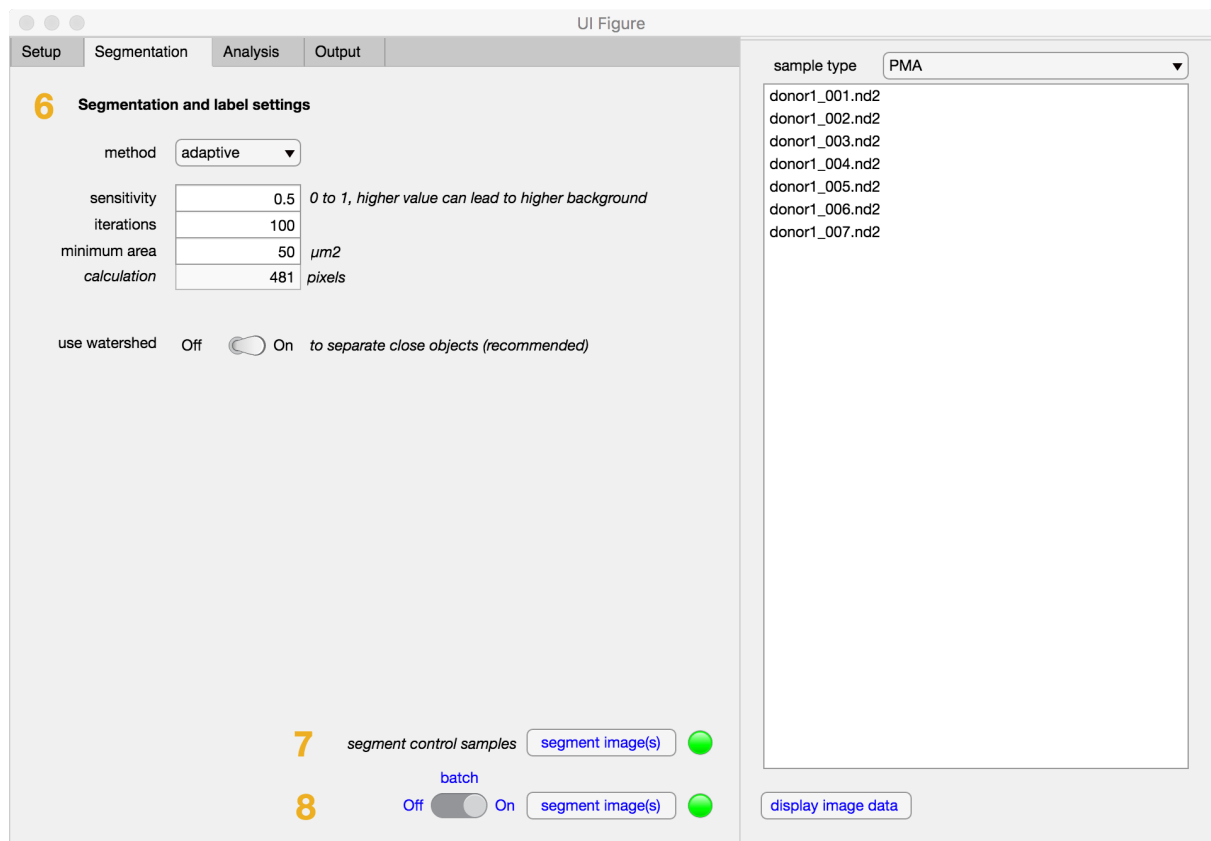 UI Figure
Setup Segmentation Analysis Output
6 Segmentation and label settings
method adaptive
sensitivity 0.5 0 to 1, higher value can lead to higher background
iterations 100
minimum area 50 µm2
calculation 481 pixels
use watershed Off On to separate close objects (recommended)
7 segment control samples segment image(s)
batch
8 Off On segment image(s)
sample type PMA
donor1_001.nd2
donor1_002.nd2
donor1_003.nd2
donor1_004.nd2
donor1_005.nd2
donor1_006.nd2
donor1_007.nd2
display image data